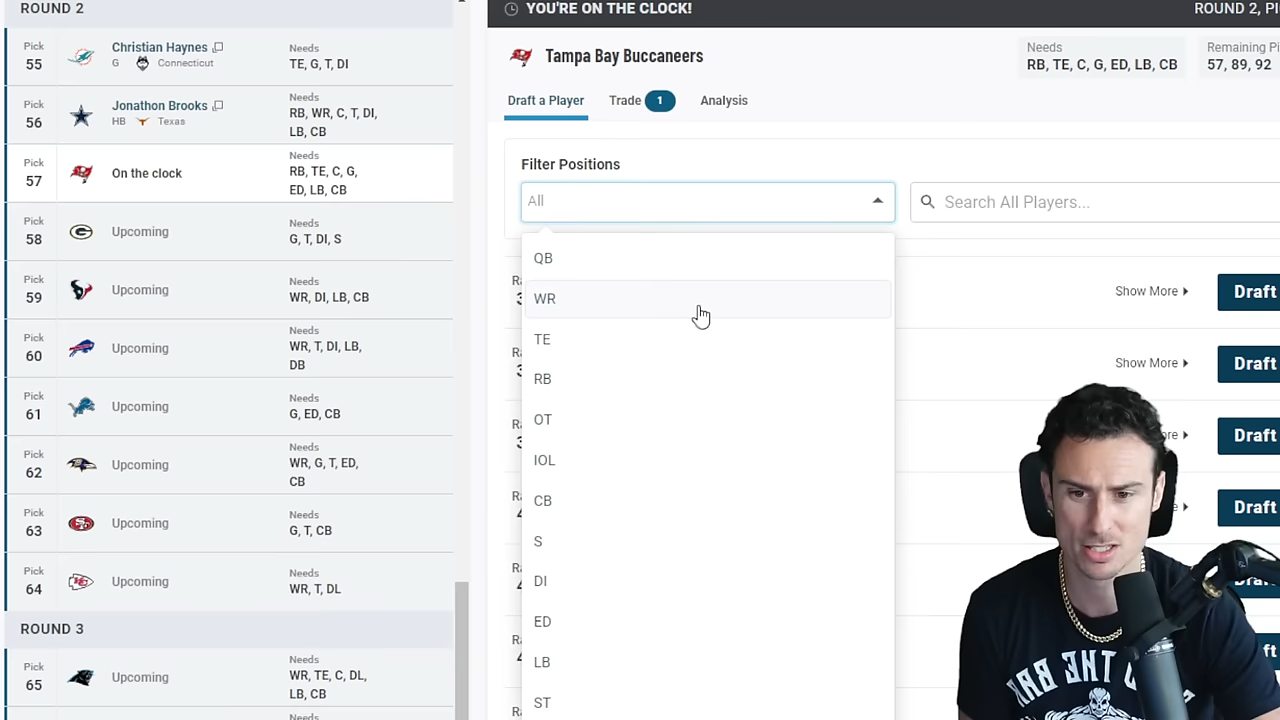 ROUND 2
Pick
55
Christian Haynes
G Connecticut
Needs
TE, G, T, DI
Pick
56
Jonathon Brooks
HB Texas
Needs
RB, WR, C, T, DI,
LB, CB
Pick
57
On the clock
Needs
RB, TE, C, G,
ED, LB, CB
Pick
58
Upcoming
Needs
G, T, DI, S
Pick
59
Upcoming
Needs
WR, DI, LB, CB
Pick
60
Upcoming
Needs
WR, T, DI, LB,
DB
Pick
61
Upcoming
Needs
G, ED, CB
Pick
62
Upcoming
Needs
WR, G, T, ED,
CB
Pick
63
Upcoming
Needs
G, T, CB
Pick
64
Upcoming
Needs
WR, T, DL
ROUND 3
Pick
65
Upcoming
Needs
WR, TE, C, DL,
LB, CB
Needs
YOU'RE ON THE CLOCK!
ROUND 2, PI
Tampa Bay Buccaneers
Needs
RB, TE, C, G, ED, LB, CB
Remaining Pi
57, 89, 92
Draft a Player
Trade 1
Analysis
Filter Positions
All
Search All Players...
QB
WR
TE
RB
OT
IOL
CB
S
DI
ED
LB
ST
Show More
Draft
Show More
Draft
Draft
Draft